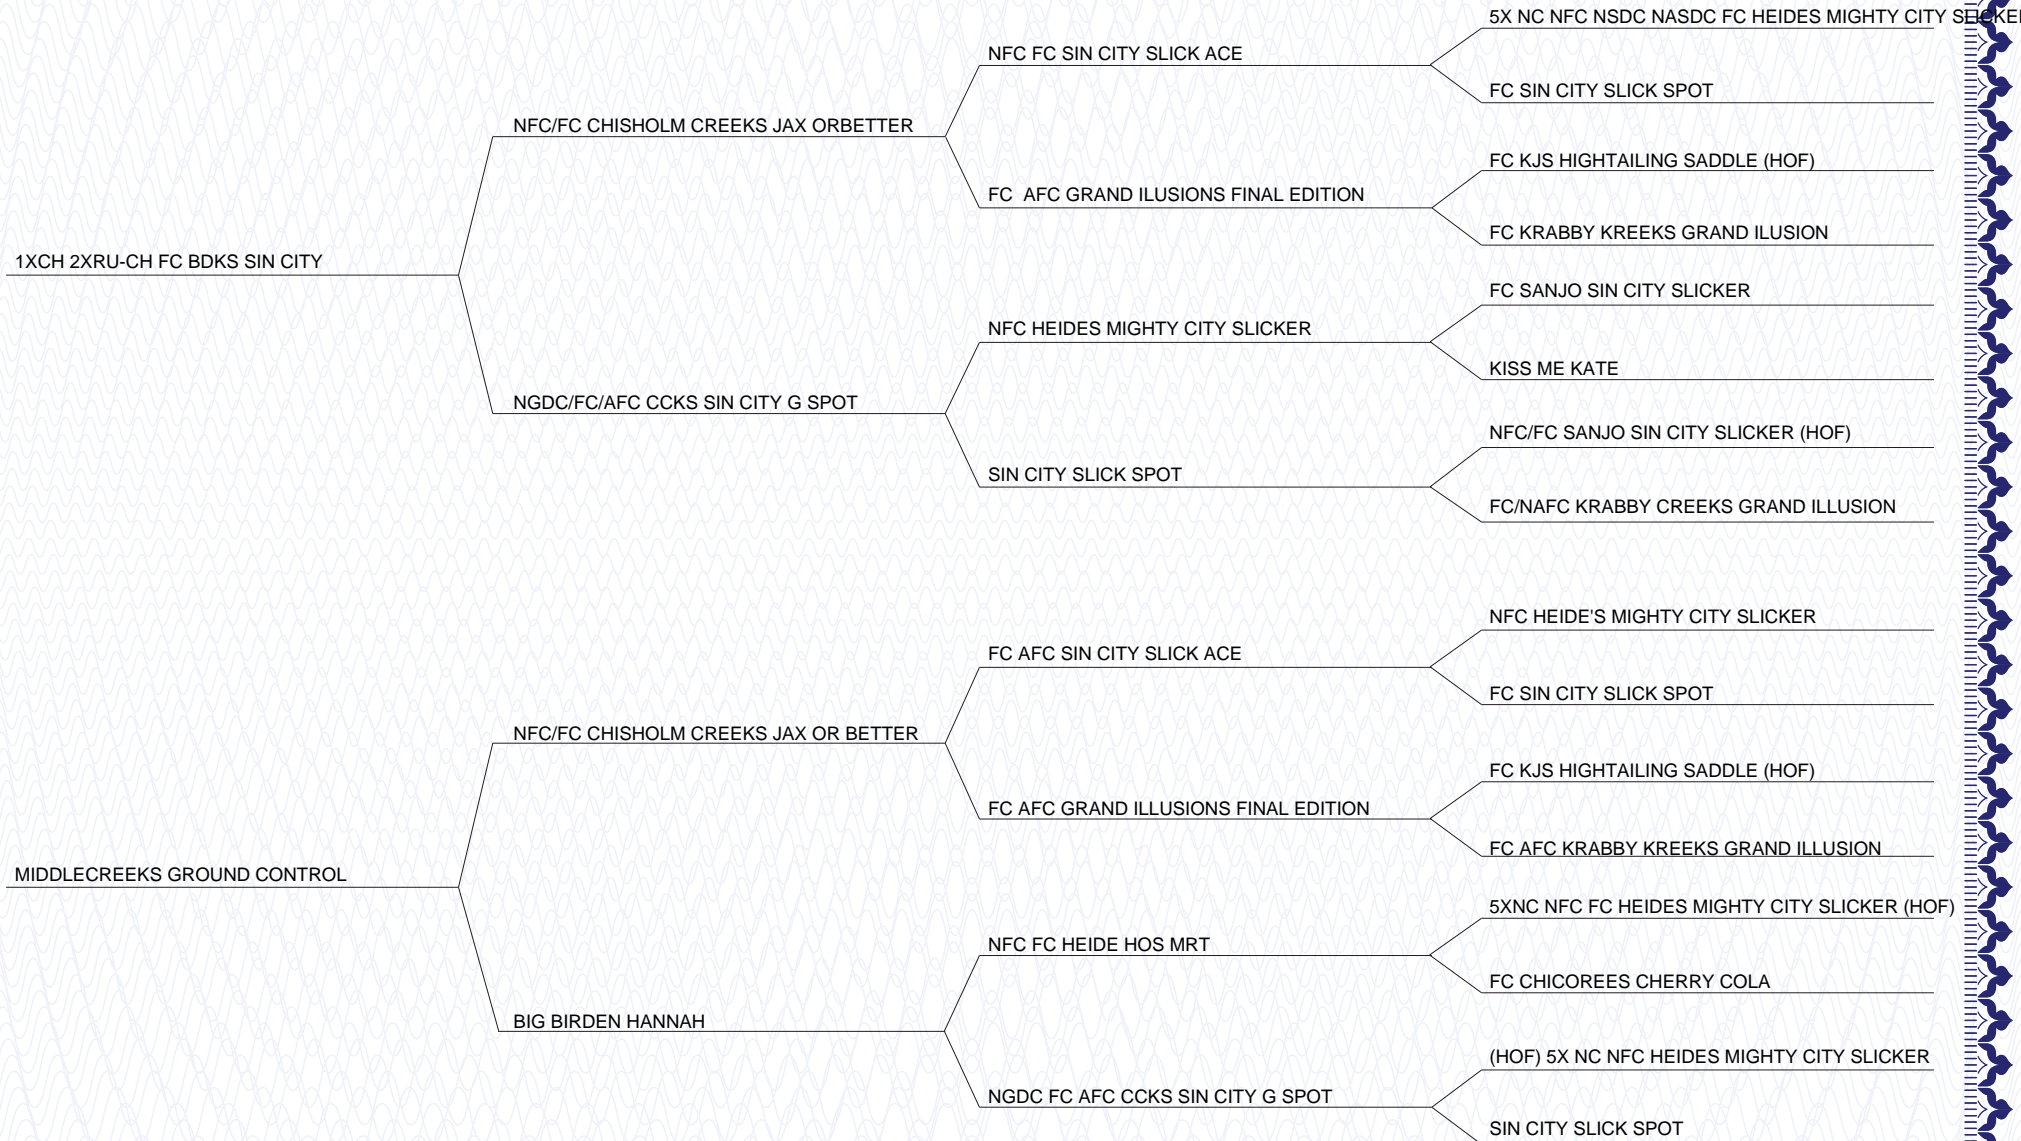 5X NC NFC NSDC NASDC FC HEIDES MIGHTY CITY SLICKER
NFC FC SIN CITY SLICK ACE
FC SIN CITY SLICK SPOT
NFC/FC CHISHOLM CREEKS JAX ORBETTER
FC KJS HIGHTAILING SADDLE (HOF)
FC  AFC GRAND ILUSIONS FINAL EDITION
FC KRABBY KREEKS GRAND ILUSION
1XCH 2XRU-CH FC BDKS SIN CITY
FC SANJO SIN CITY SLICKER
NFC HEIDES MIGHTY CITY SLICKER
KISS ME KATE
NGDC/FC/AFC CCKS SIN CITY G SPOT
NFC/FC SANJO SIN CITY SLICKER (HOF)
SIN CITY SLICK SPOT
FC/NAFC KRABBY CREEKS GRAND ILLUSION
NFC HEIDE'S MIGHTY CITY SLICKER
FC AFC SIN CITY SLICK ACE
FC SIN CITY SLICK SPOT
NFC/FC CHISHOLM CREEKS JAX OR BETTER
FC KJS HIGHTAILING SADDLE (HOF)
FC AFC GRAND ILLUSIONS FINAL EDITION
FC AFC KRABBY KREEKS GRAND ILLUSION
MIDDLECREEKS GROUND CONTROL
5XNC NFC FC HEIDES MIGHTY CITY SLICKER (HOF)
NFC FC HEIDE HOS MRT
FC CHICOREES CHERRY COLA
BIG BIRDEN HANNAH
(HOF) 5X NC NFC HEIDES MIGHTY CITY SLICKER
NGDC FC AFC CCKS SIN CITY G SPOT
SIN CITY SLICK SPOT